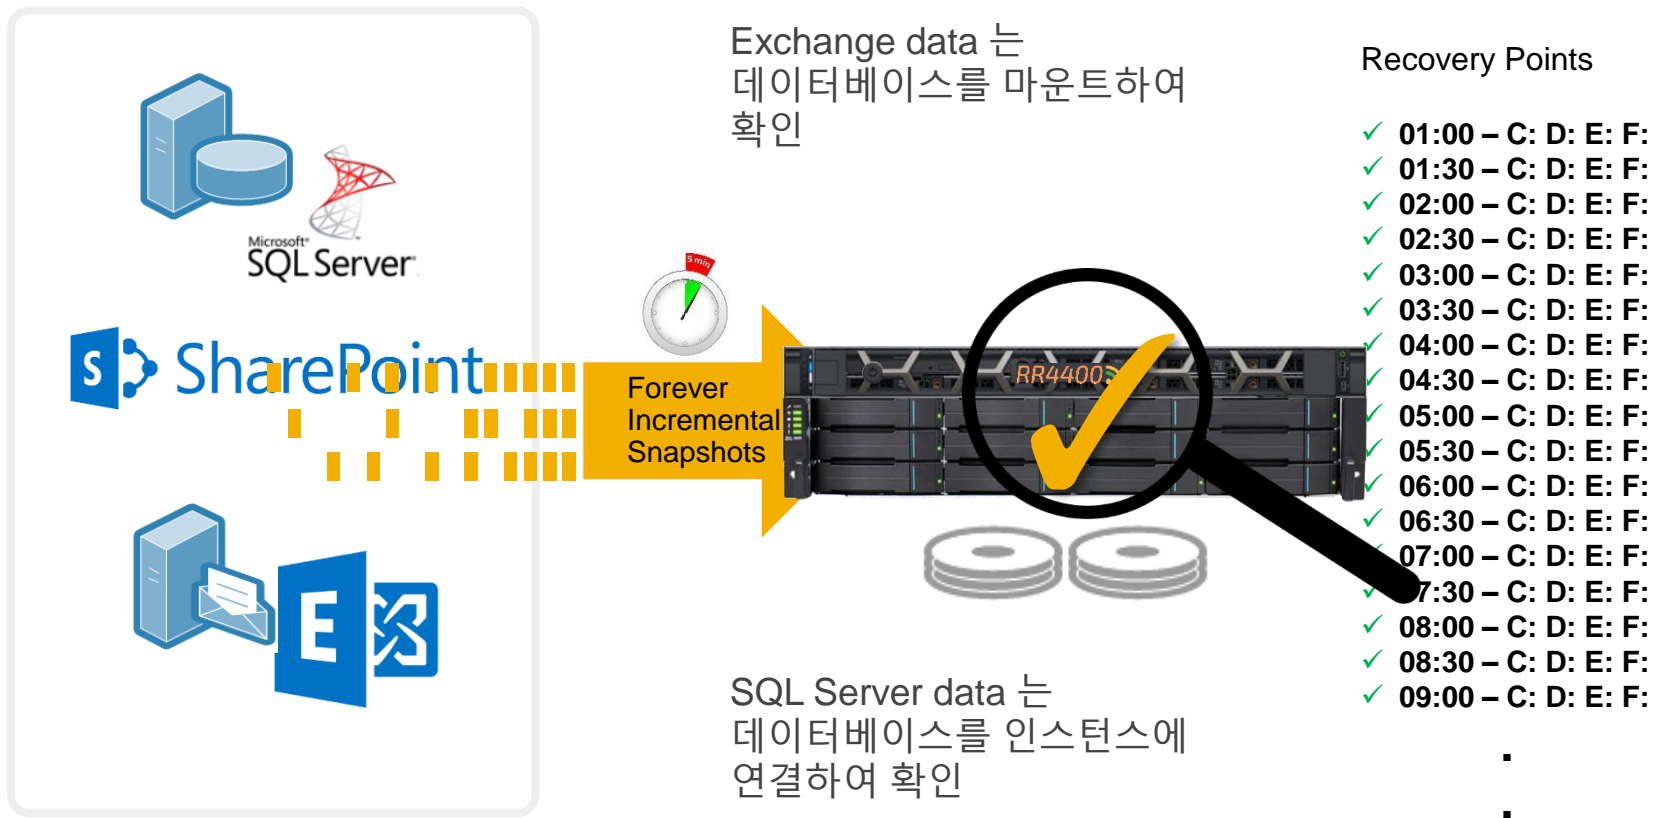 Exchange data 는
데이터베이스를 마운트하여
확인
Recovery Points
✓ 01:00 – C: D: E: F:
✓ 01:30 – C: D: E: F:
✓ 02:00 – C: D: E: F:
✓ 02:30 – C: D: E: F:
✓ 03:00 – C: D: E: F:
✓ 03:30 – C: D: E: F:
✓ 04:00 – C: D: E: F:
✓ 04:30 – C: D: E: F:
✓ 05:00 – C: D: E: F:
✓ 05:30 – C: D: E: F:
✓ 06:00 – C: D: E: F:
✓ 06:30 – C: D: E: F:
✓ 07:00 – C: D: E: F:
✓ 7:30 – C: D: E: F:
✓ 08:00 – C: D: E: F:
✓ 08:30 – C: D: E: F:
✓ 09:00 – C: D: E: F:
.
.
Microsoft®
SQL Server
S SharePoint
E
5 min
Forever
Incremental
Snapshots
RR4400
SQL Server data 는
데이터베이스를 인스턴스에
연결하여 확인